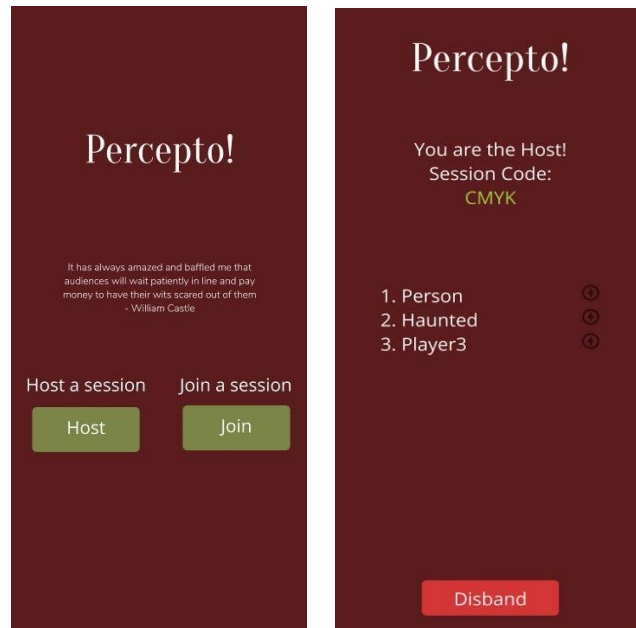 Percepto!
It has always amazed and baffled me that
audiences will wait patiently in line and pay
money to have their wits scared out of them
- William Castle
Host a session
Join a session
Host
Join
Percepto!
You are the Host!
Session Code:
CMYK
1. Person
2. Haunted
3. Player3
Disband